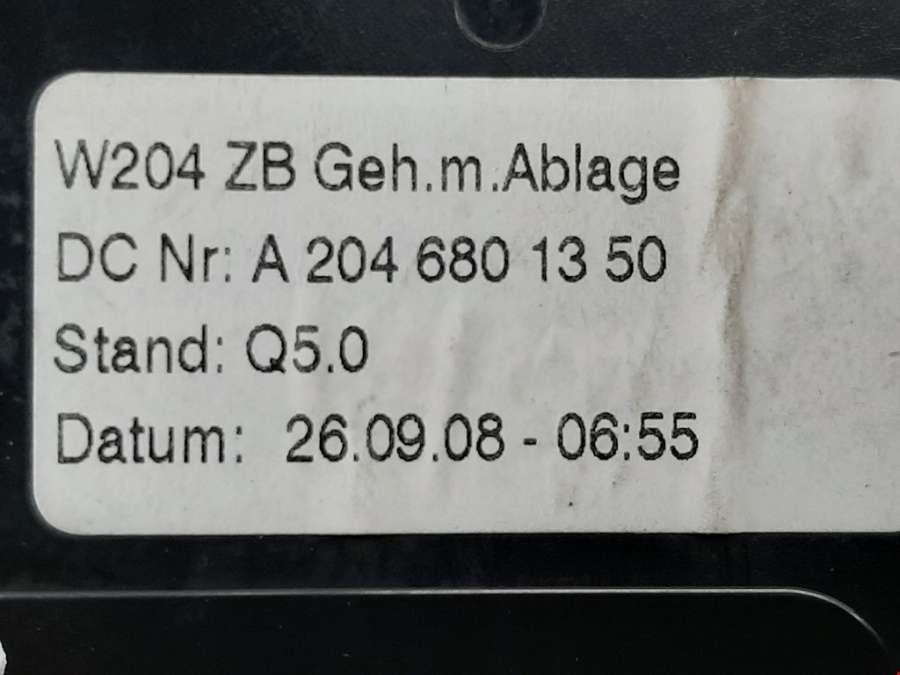 W204 ZB Geh.m.Ablage
DC Nr: A 204 680 13 50
Stand: Q5.0
Datum: 26.09.08 - 06:55